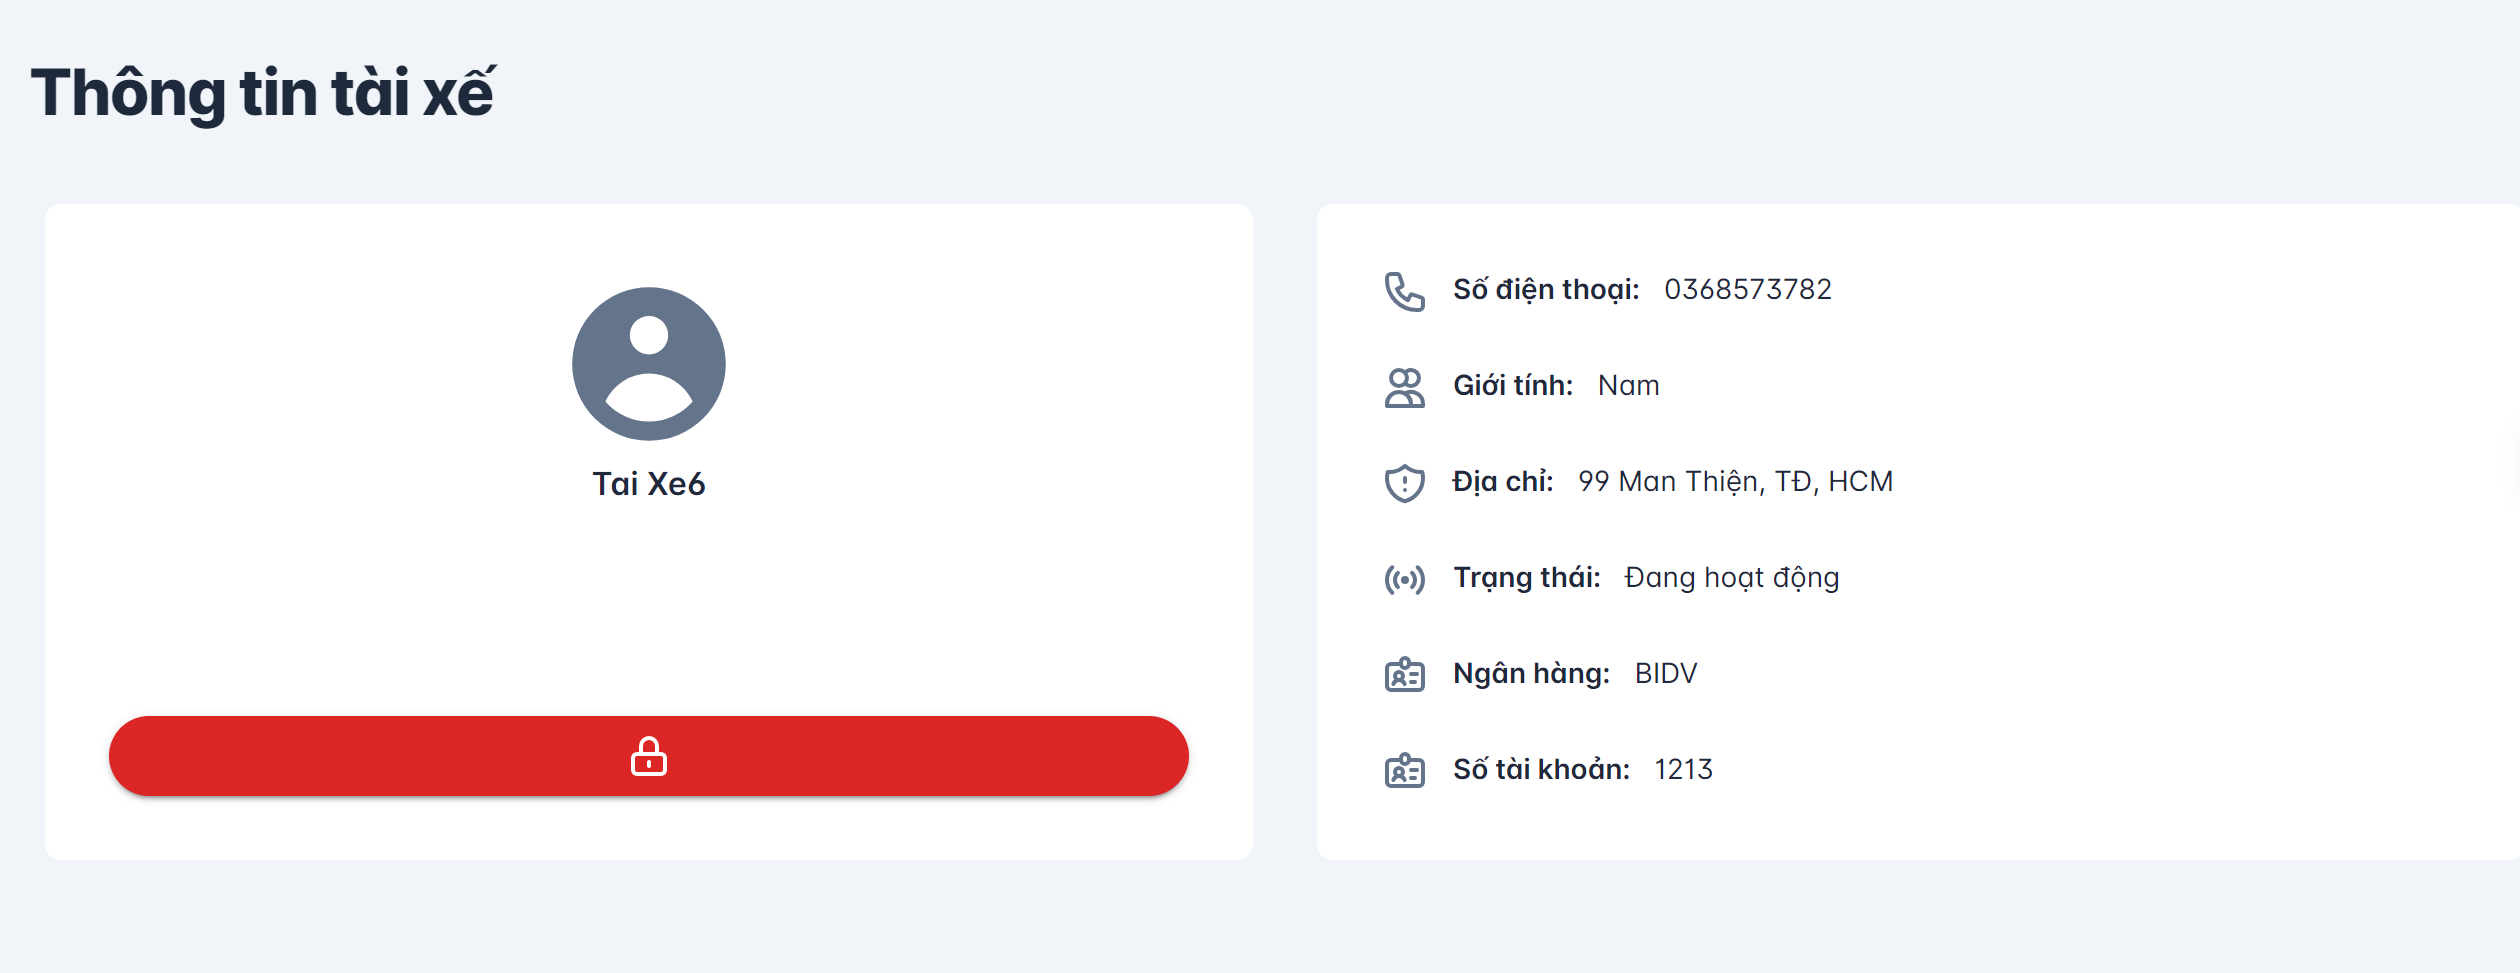 Thông tin tài xế
Tai Xe6
Số điện thoại: 0368573782
Giới tính: Nam
Địa chỉ: 99 Man Thiện, TĐ, HCM
Trạng thái: Đang hoạt động
Ngân hàng: BIDV
Số tài khoản: 1213